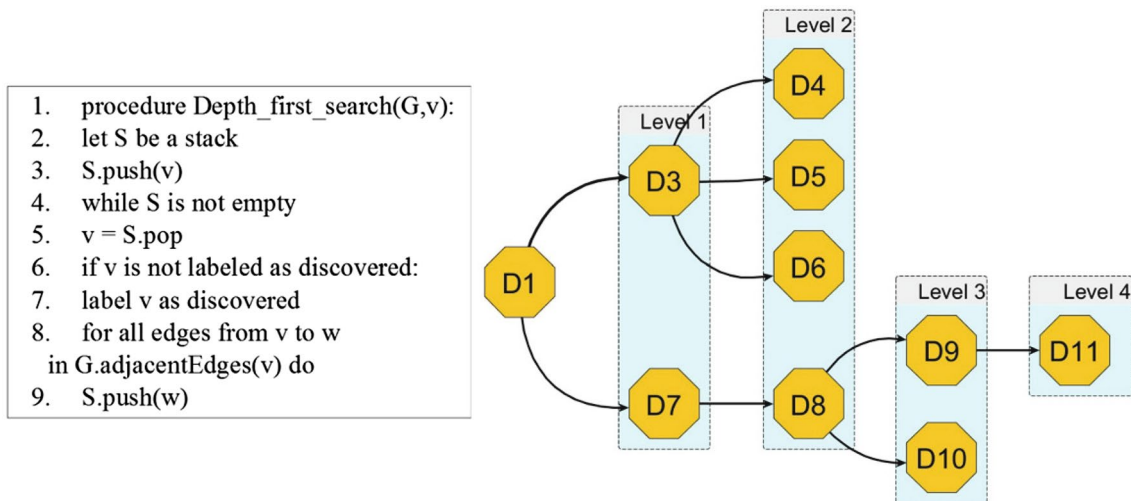 1. procedure Depth_first_search(G,v):
2. let S be a stack
3. S.push(v)
4. while S is not empty
5. v = S.pop
6. if v is not labeled as discovered:
7. label v as discovered
8. for all edges from v to w
in G.adjacentEdges(v) do
9. S.push(w)
Level 1
Level 2
Level 3
Level 4
D1
D3
D7
D4
D5
D6
D8
D9
D10
D11